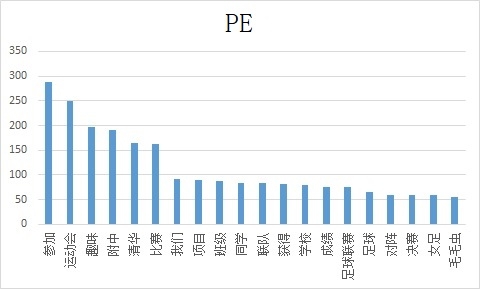 PE
350
300
250
200
150
100
50
0
参加
运动会
趣味
附中
清华
比赛
我们
项目
班级
同学
联队
获得
学校
成绩
足球联赛
足球
对阵
决赛
女足
毛毛虫